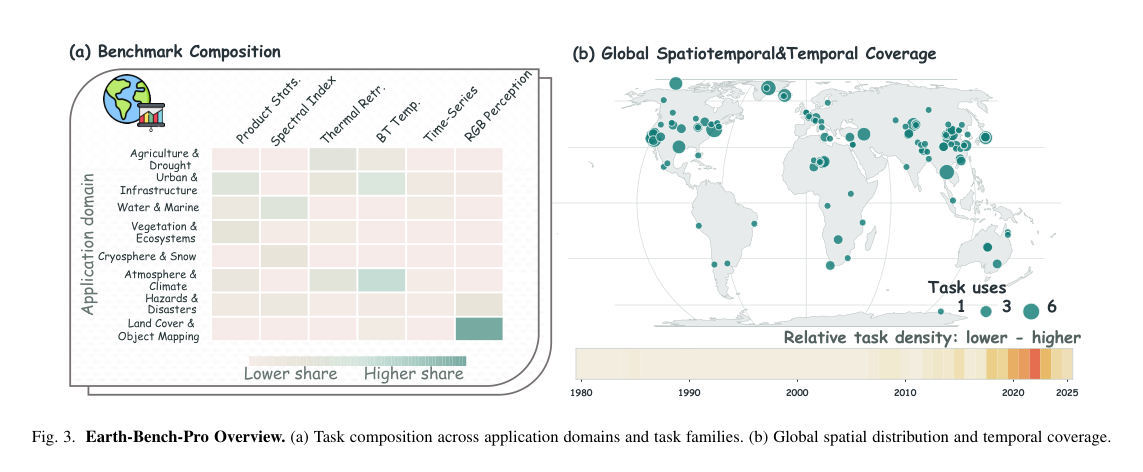 (a) Benchmark Composition
Product Stats.
Spectral Index
Thermal Retr.
BT Temp.
Time-Series
RGB Perception
Application domain
Agriculture &
Drought
Urban &
Infrastructure
Water & Marine
Vegetation &
Ecosystems
Cryosphere & Snow
Atmosphere &
Climate
Hazards &
Disasters
Land Cover &
Object Mapping
Lower share Higher share
(b) Global Spatiotemporal&Temporal Coverage
Task uses
1 3 6
Relative task density: lower - higher
1980 1990 2000 2010 2020 2025
Fig. 3. Earth-Bench-Pro Overview. (a) Task composition across application domains and task families. (b) Global spatial distribution and temporal coverage.